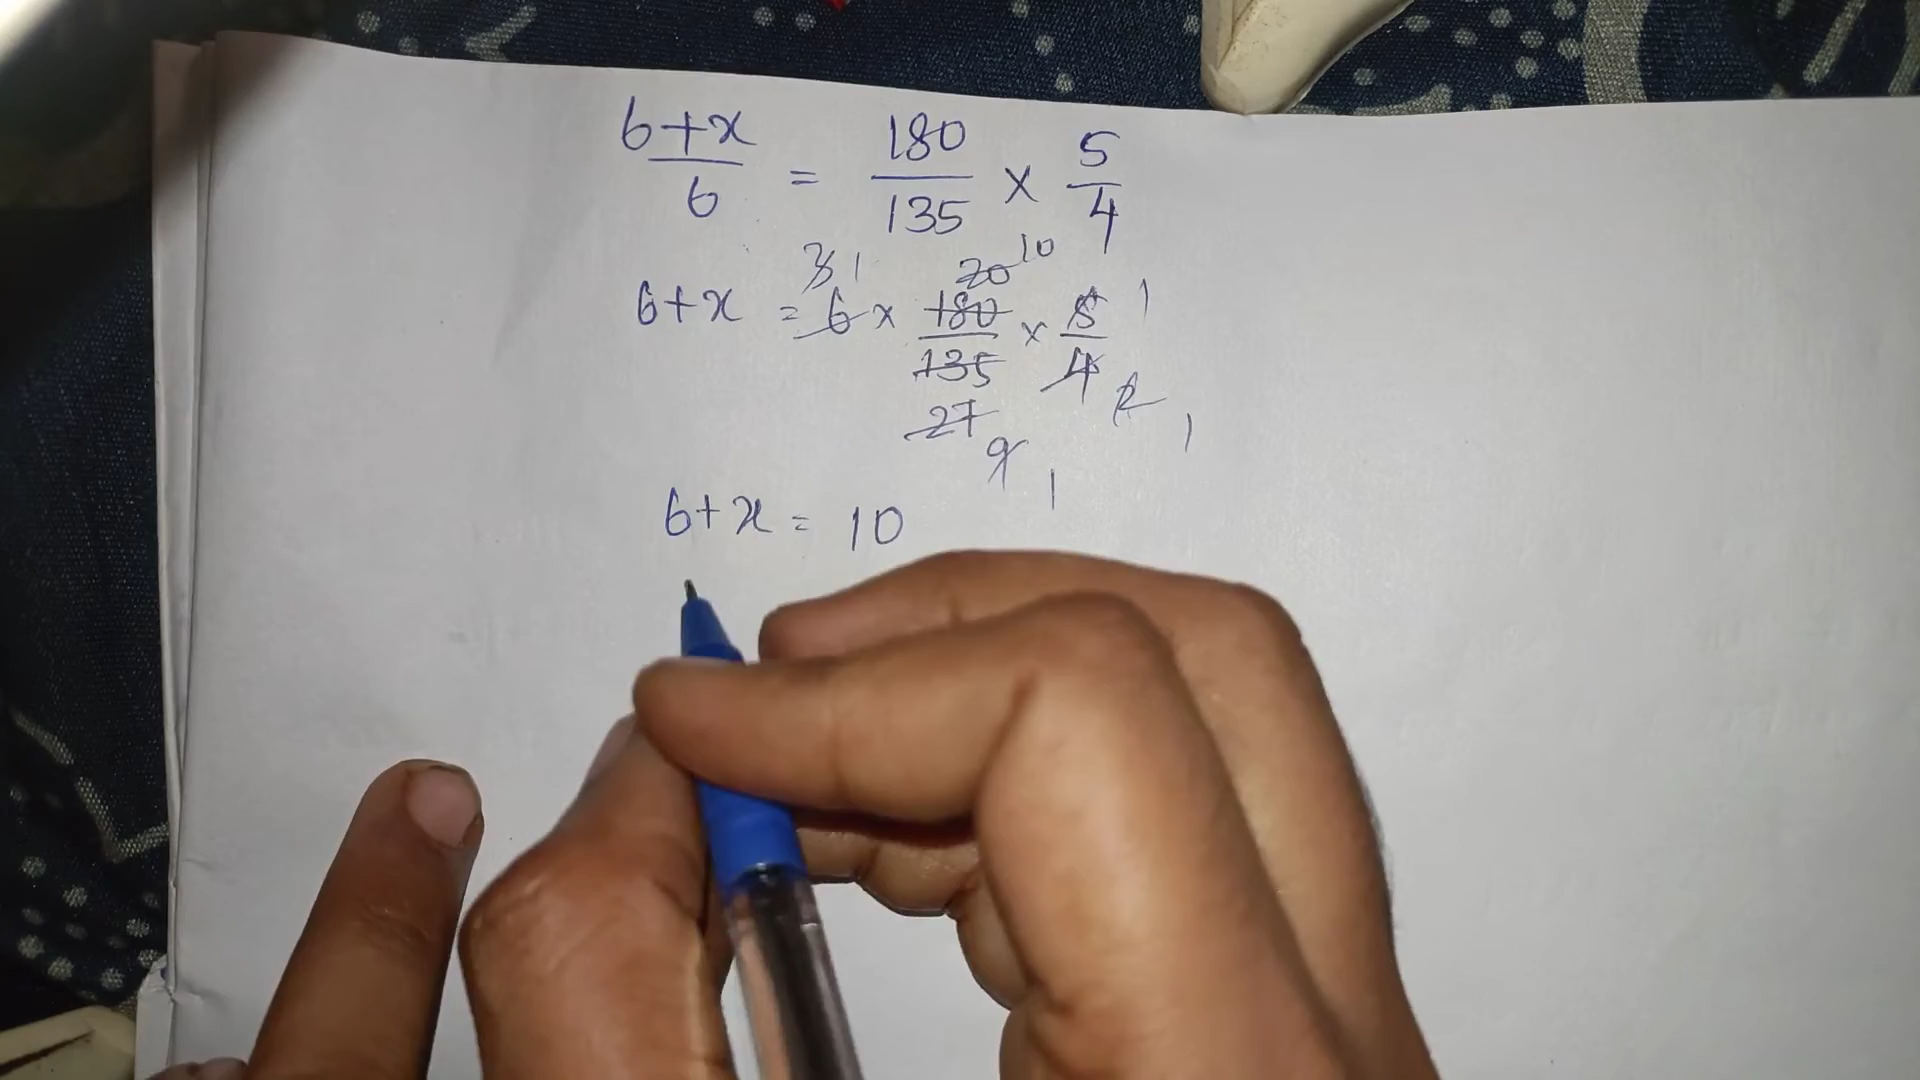 6+x/6 = 180/135 × 5/4
3 1 20 10
6+x = 6 × 180/135 × 5/4 1
27 2
9 1 1
6+x = 10